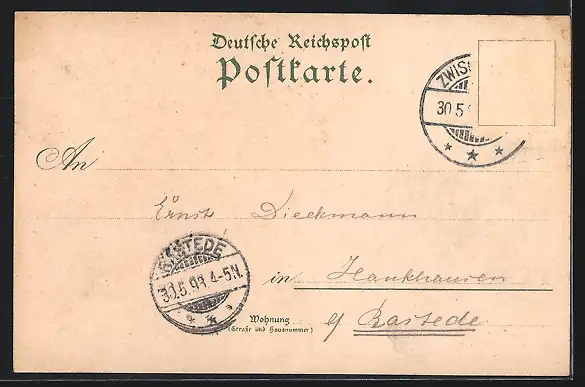 Deutsche Reichspost
Postkarte.
ZWISC
30.5
An
Ernst Dieckmann
RASTEDE
30.5.99 4-5N.
in Hankhausen
Wohnung
(Straße und Hausnummer)
b/ Rastede